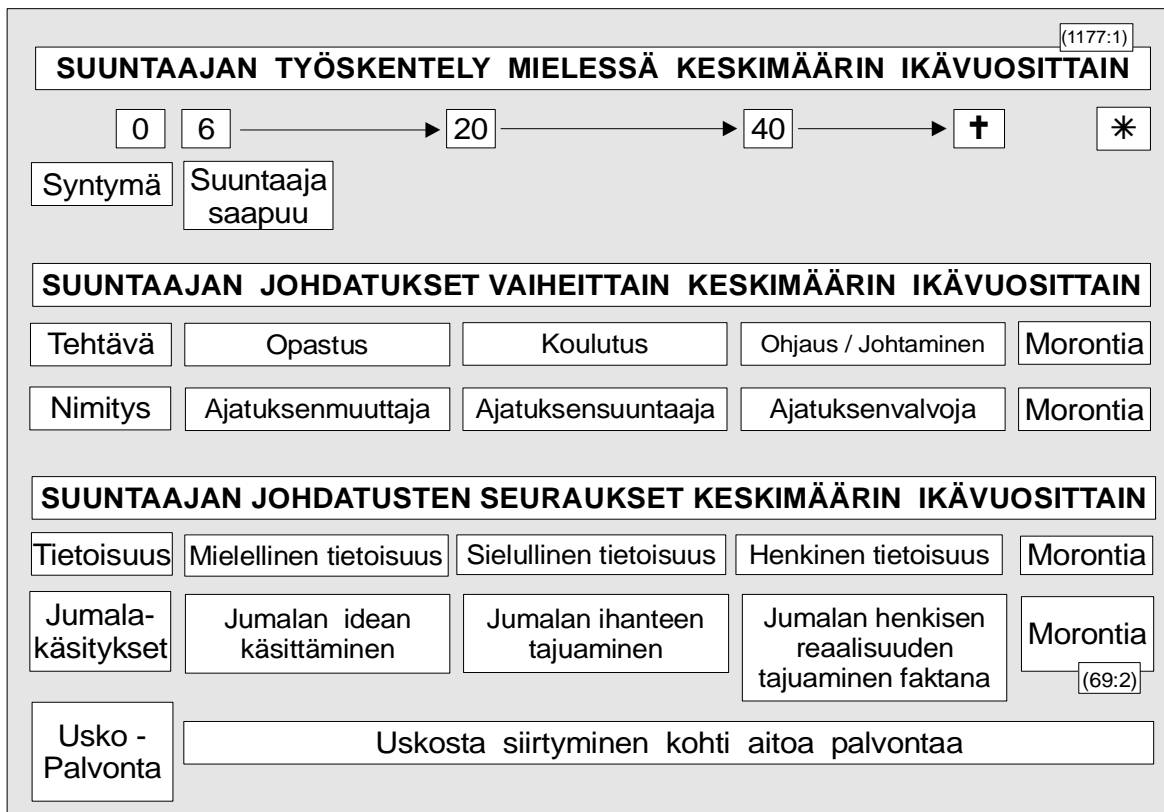 (1177:1)
SUUNTAAJAN TYÖSKENTELY MIELESSÄ KESKIMÄÄRIN IKÄVUOSITTAIN
0 6 20 40 ✝ ✳
Syntymä Suuntaaja
saapuu
SUUNTAAJAN JOHDATUKSET VAIHEITTAIN KESKIMÄÄRIN IKÄVUOSITTAIN
Tehtävä Opastus Koulutus Ohjaus / Johtaminen Morontia
Nimitys Ajatuksenmuuttaja Ajatuksensuuntaaja Ajatuksenvalvoja Morontia
SUUNTAAJAN JOHDATUSTEN SEURAUKSET KESKIMÄÄRIN IKÄVUOSITTAIN
Tietoisuus Mielellinen tietoisuus Sielullinen tietoisuus Henkinen tietoisuus Morontia
Jumala-
käsitykset
Jumalan idean
käsittäminen
Jumalan ihanteen
tajuaminen
Jumalan henkisen
reaalisuuden
tajuaminen faktana
Morontia
(69:2)
Usko -
Palvonta
Uskosta siirtyminen kohti aitoa palvontaa